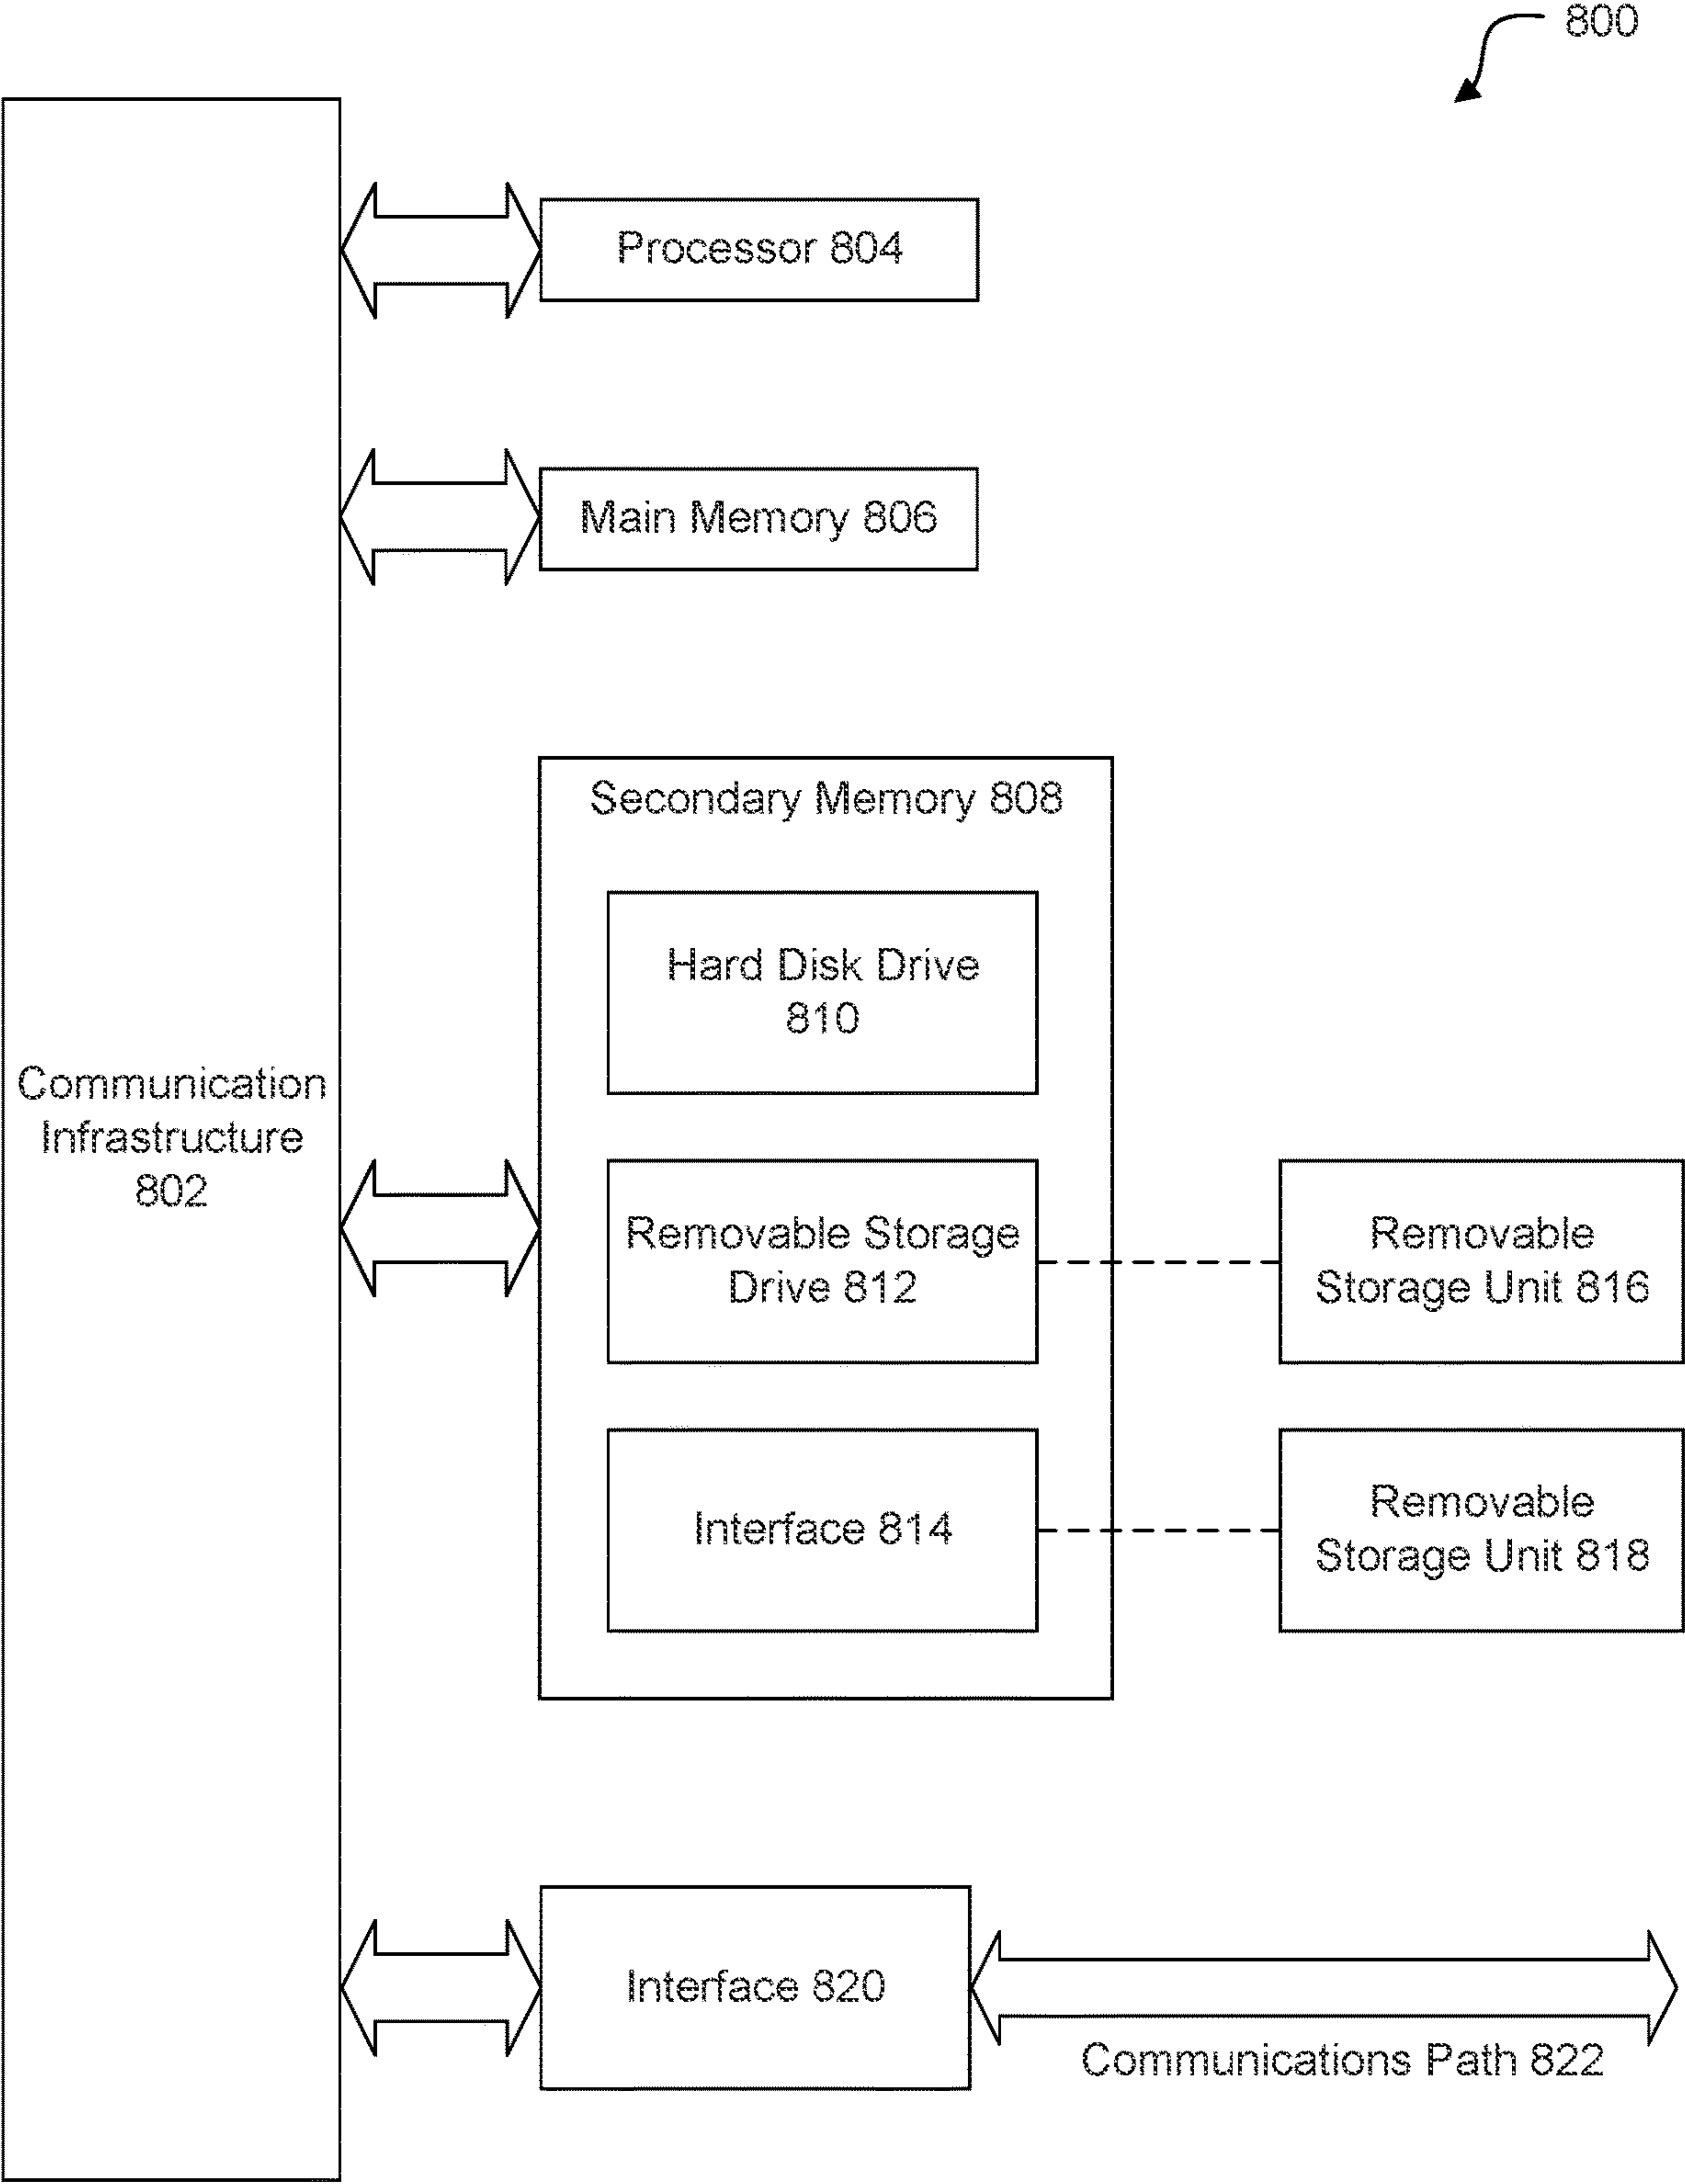 800
Processor 804
Main Memory 806
Secondary Memory 808
Hard Disk Drive
810
Communication
Infrastructure
802
Removable Storage
Drive 812
Removable
Storage Unit 816
Interface 814
Removable
Storage Unit 818
Interface 820
Communications Path 822